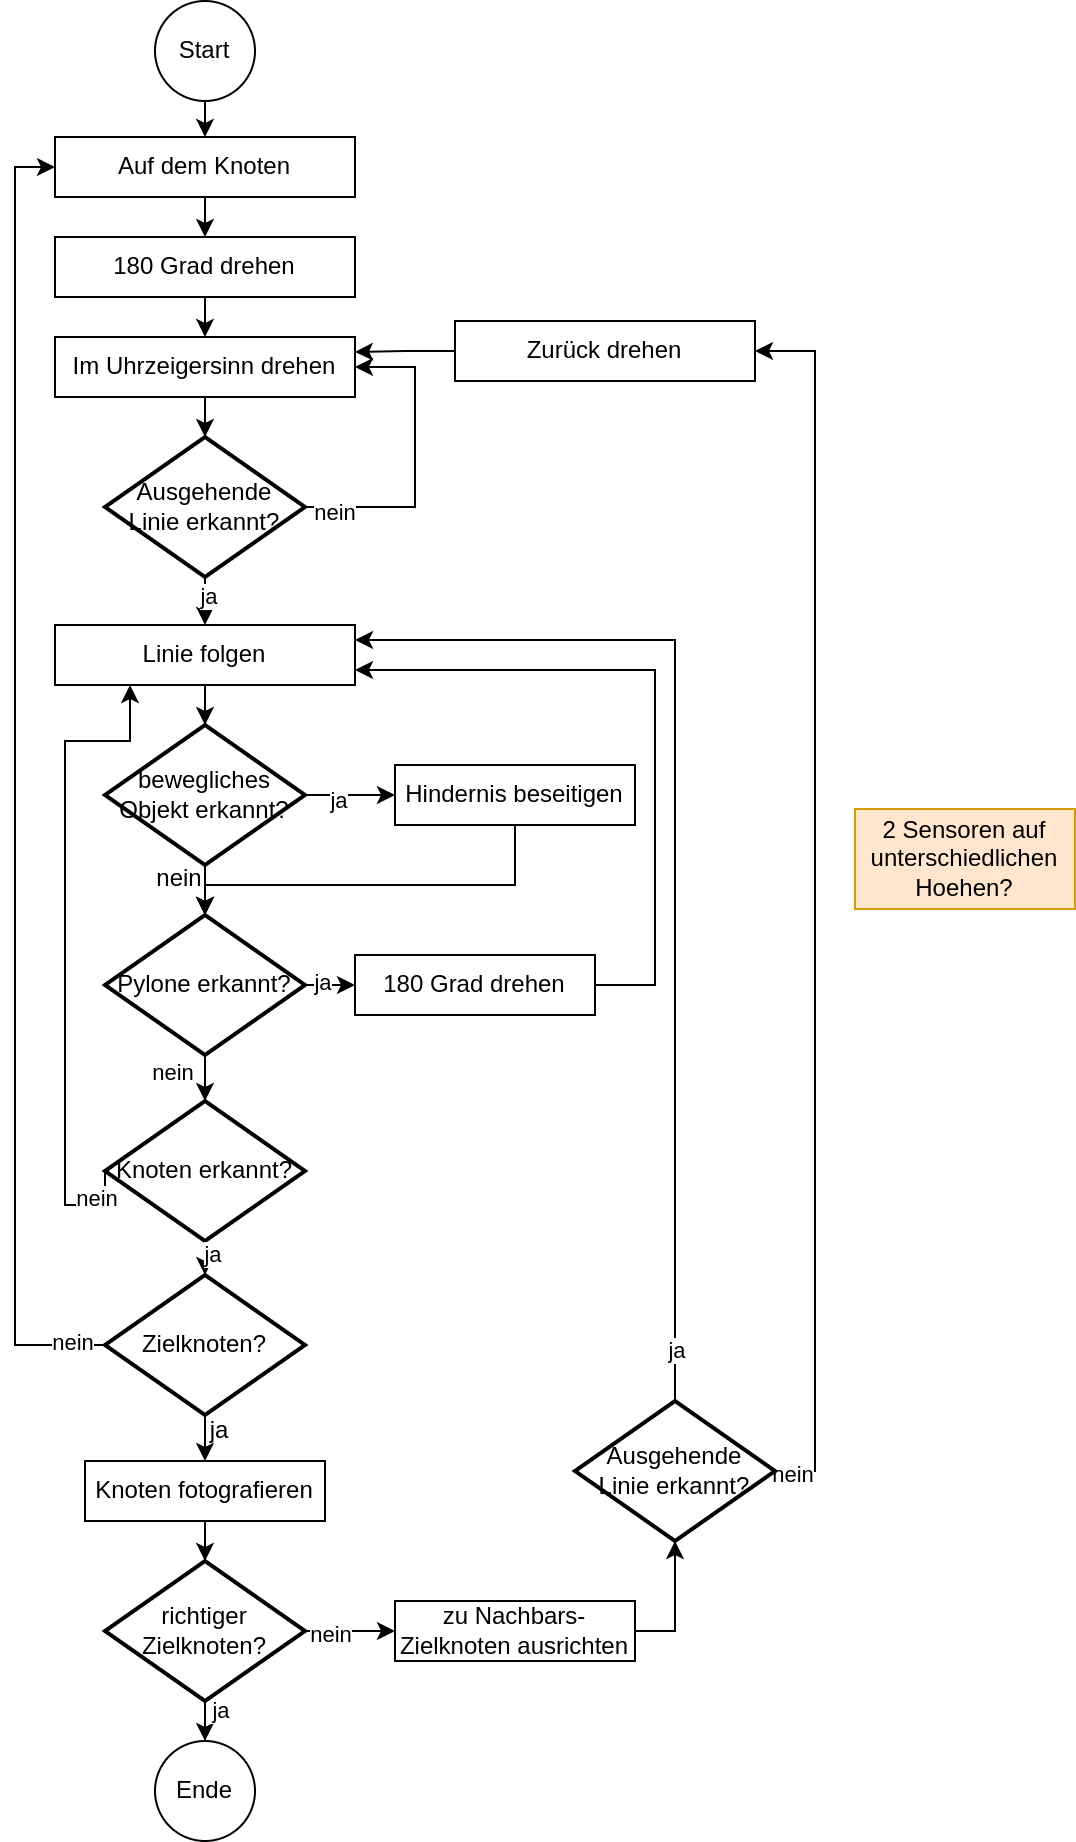 Start
Auf dem Knoten
180 Grad drehen
Im Uhrzeigersinn drehen
Zurück drehen
Ausgehende
Linie erkannt?
nein
ja
Linie folgen
bewegliches
Objekt erkannt?
ja
Hindernis beseitigen
nein
2 Sensoren auf
unterschiedlichen
Hoehen?
Pylone erkannt?
ja
180 Grad drehen
nein
Knoten erkannt?
nein
ja
Zielknoten?
nein
ja
ja
Ausgehende
Linie erkannt?
nein
Knoten fotografieren
richtiger
Zielknoten?
nein
zu Nachbars-
Zielknoten ausrichten
ja
Ende